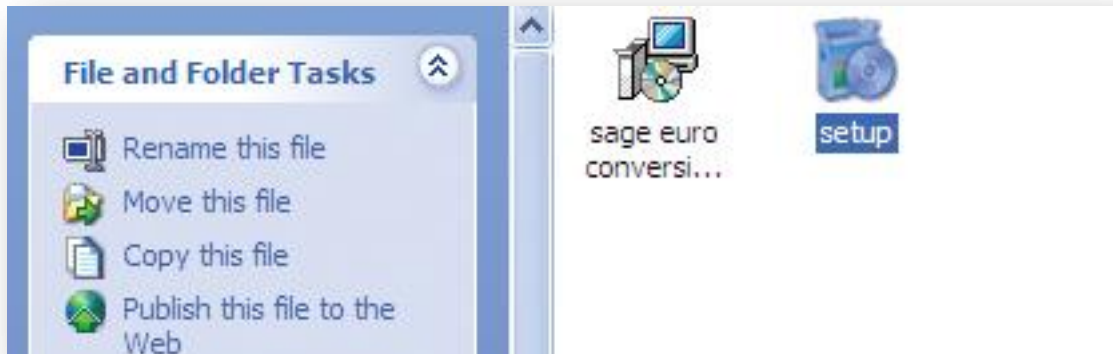 File and Folder Tasks
Rename this file
Move this file
Copy this file
Publish this file to the
Web
sage euro
conversi...
setup